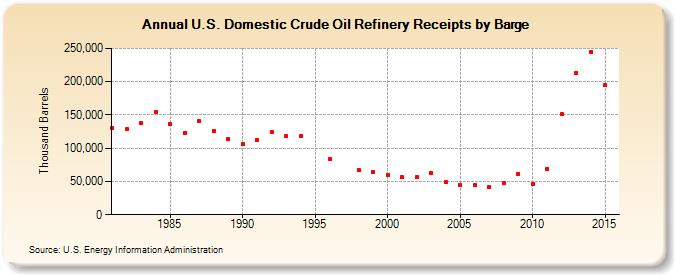 Annual U.S. Domestic Crude Oil Refinery Receipts by Barge
Thousand Barrels
250,000
200,000
150,000
100,000
50,000
0
1985 1990 1995 2000 2005 2010 2015
Source: U.S. Energy Information Administration